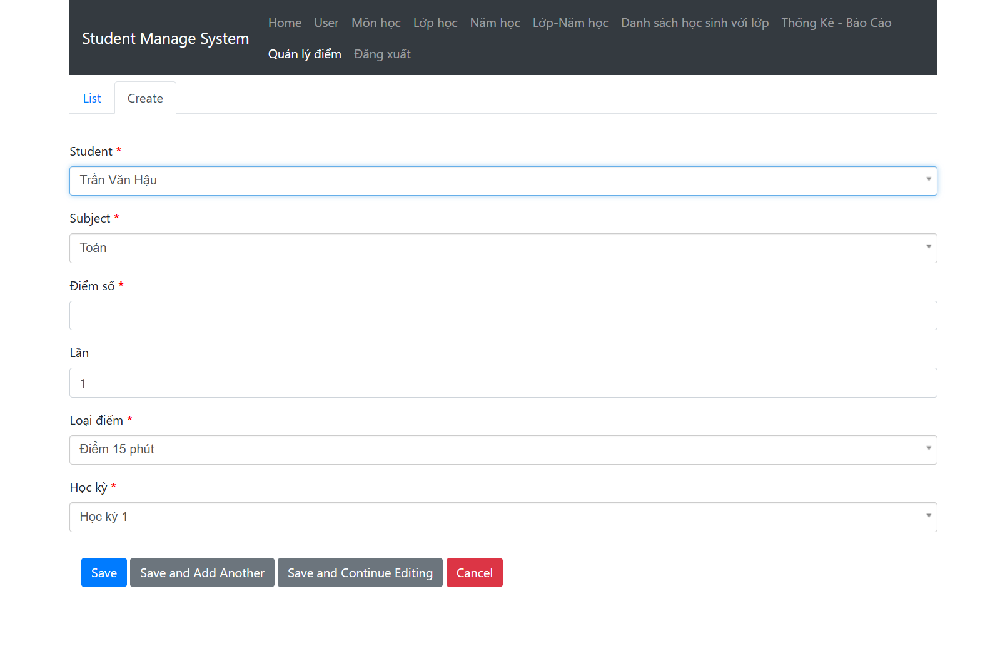 Student Manage System
Home User Môn học Lớp học Năm học Lớp-Năm học Danh sách học sinh với lớp Thống Kê - Báo Cáo
Quản lý điểm Đăng xuất
List Create
Student *
Trần Văn Hậu
Subject *
Toán
Điểm số *
Lần
1
Loại điểm *
Điểm 15 phút
Học kỳ *
Học kỳ 1
Save Save and Add Another Save and Continue Editing Cancel